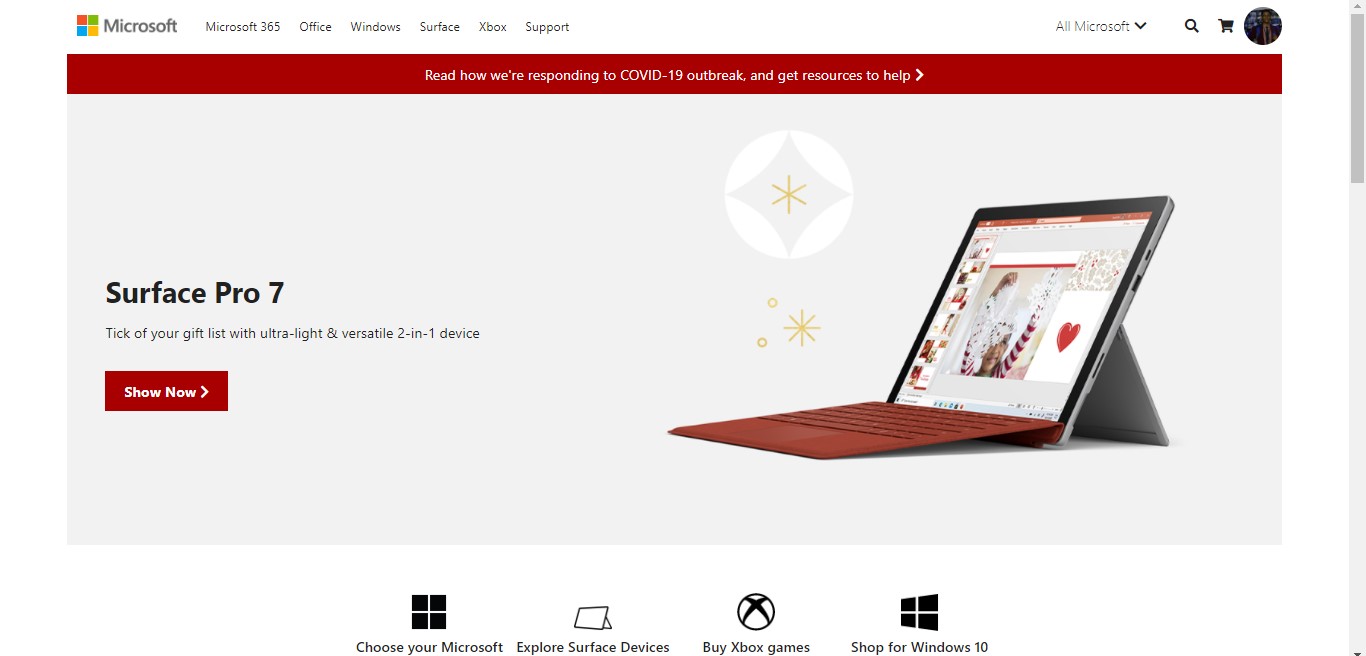 Microsoft Microsoft 365 Office Windows Surface Xbox Support All Microsoft
Read how we're responding to COVID-19 outbreak, and get resources to help
Surface Pro 7
Tick of your gift list with ultra-light & versatile 2-in-1 device
Show Now
Choose your Microsoft Explore Surface Devices Buy Xbox games Shop for Windows 10